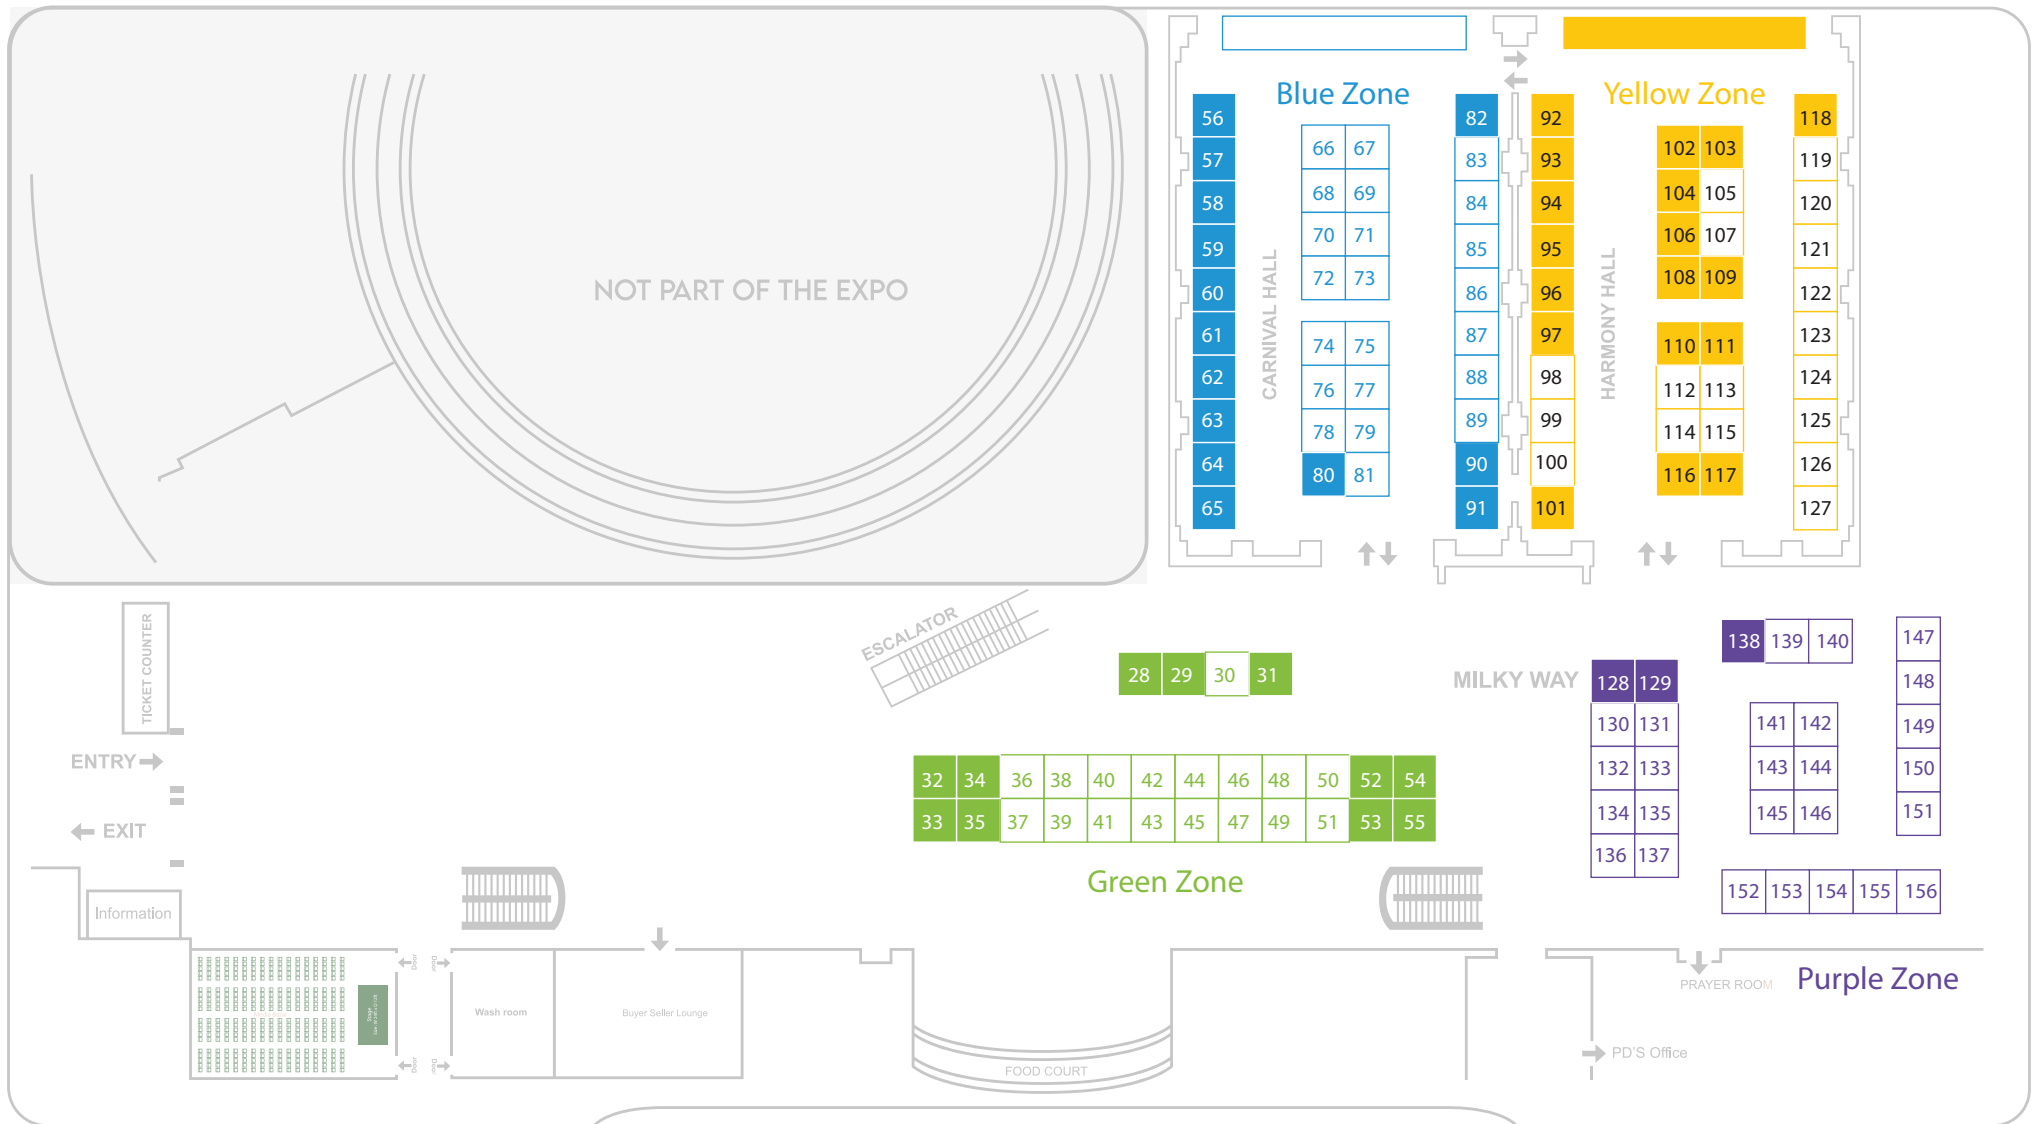 Blue Zone
Yellow Zone
56
57
58
59
60
61
62
63
64
65
CARNIVAL HALL
66 67
68 69
70 71
72 73
74 75
76 77
78 79
80 81
82
83
84
85
86
87
88
89
90
91
92
93
94
95
96
97
98
99
100
101
HARMONY HALL
102 103
104 105
106 107
108 109
110 111
112 113
114 115
116 117
118
119
120
121
122
123
124
125
126
127
NOT PART OF THE EXPO
TICKET COUNTER
ENTRY
EXIT
Information
ESCALATOR
28 29 30 31
32 34 36 38 40 42 44 46 48 50 52 54
33 35 37 39 41 43 45 47 49 51 53 55
Green Zone
MILKY WAY
128 129
130 131
132 133
134 135
136 137
138 139 140
141 142
143 144
145 146
147
148
149
150
151
152 153 154 155 156
Purple Zone
PRAYER ROOM
PD'S Office
Door
Door
Stage
Door
Door
Wash room
Buyer Seller Lounge
FOOD COURT